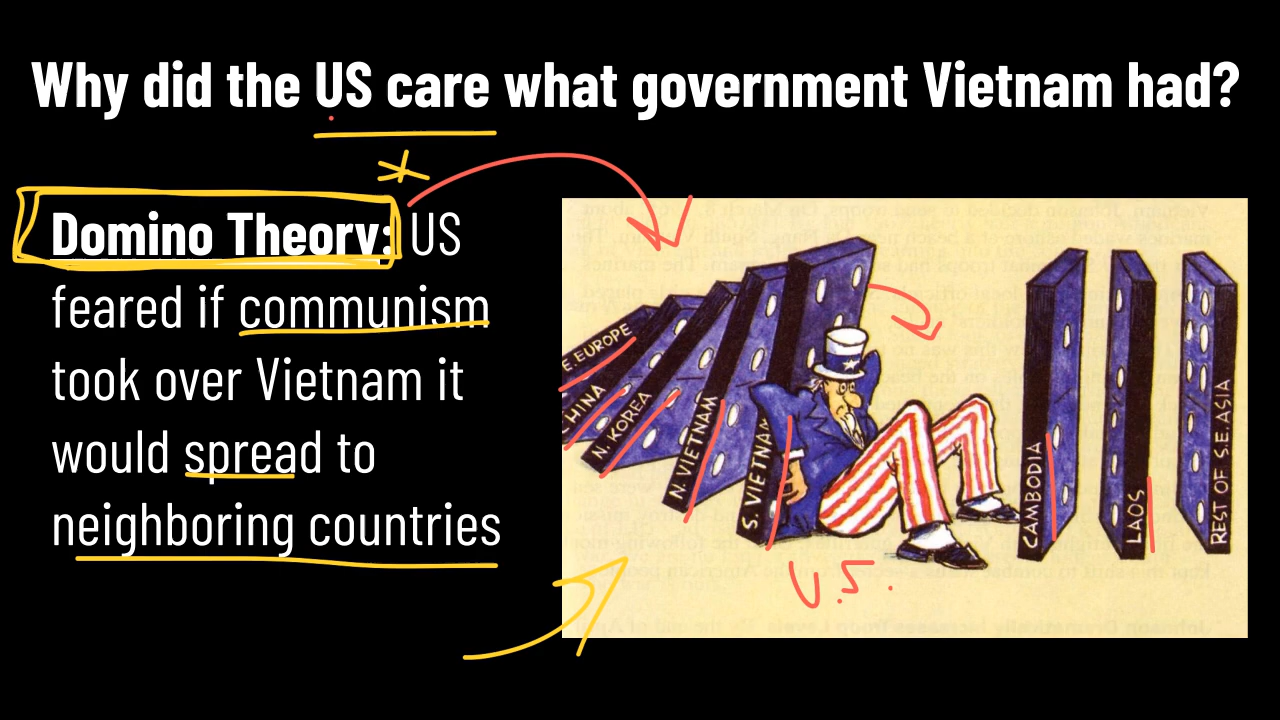 Why did the US care what government Vietnam had?
Domino Theory: US
feared if communism
took over Vietnam it
would spread to
neighboring countries
E.EUROPE
CHINA
N. KOREA
N. VIETNAM
S. VIETNAM
CAMBODIA
LAOS
REST OF S.E. ASIA
U.S.